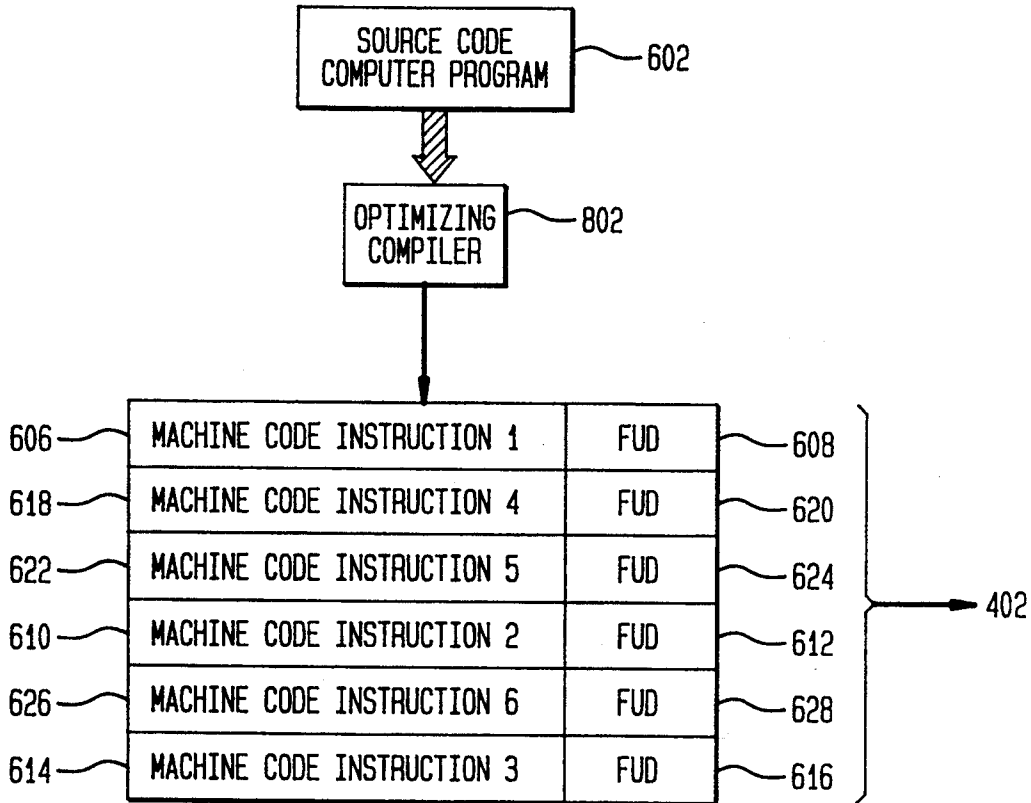 SOURCE CODE
COMPUTER PROGRAM
602
OPTIMIZING
COMPILER
802
606 MACHINE CODE INSTRUCTION 1 FUD 608
618 MACHINE CODE INSTRUCTION 4 FUD 620
622 MACHINE CODE INSTRUCTION 5 FUD 624
402
610 MACHINE CODE INSTRUCTION 2 FUD 612
626 MACHINE CODE INSTRUCTION 6 FUD 628
614 MACHINE CODE INSTRUCTION 3 FUD 616